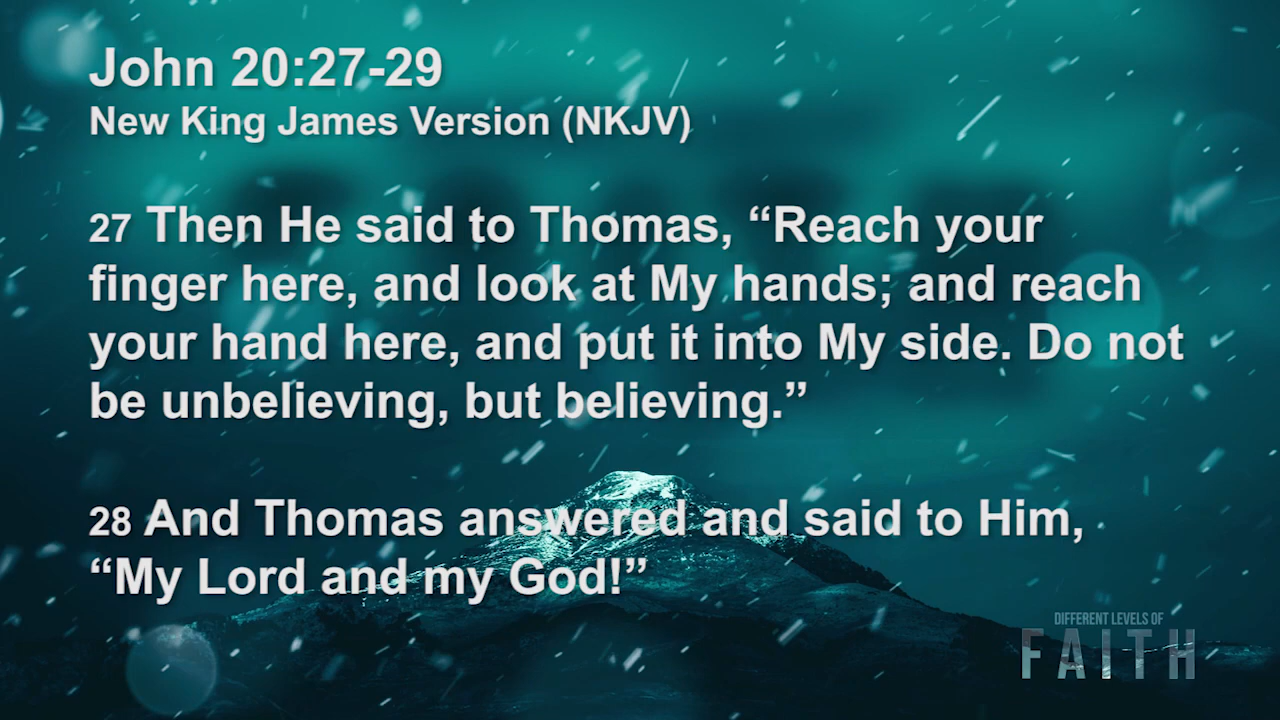 John 20:27-29
New King James Version (NKJV)
27 Then He said to Thomas, “Reach your
finger here, and look at My hands; and reach
your hand here, and put it into My side. Do not
be unbelieving, but believing.”
28 And Thomas answered and said to Him,
“My Lord and my God!”
DIFFERENT LEVELS OF
FAITH